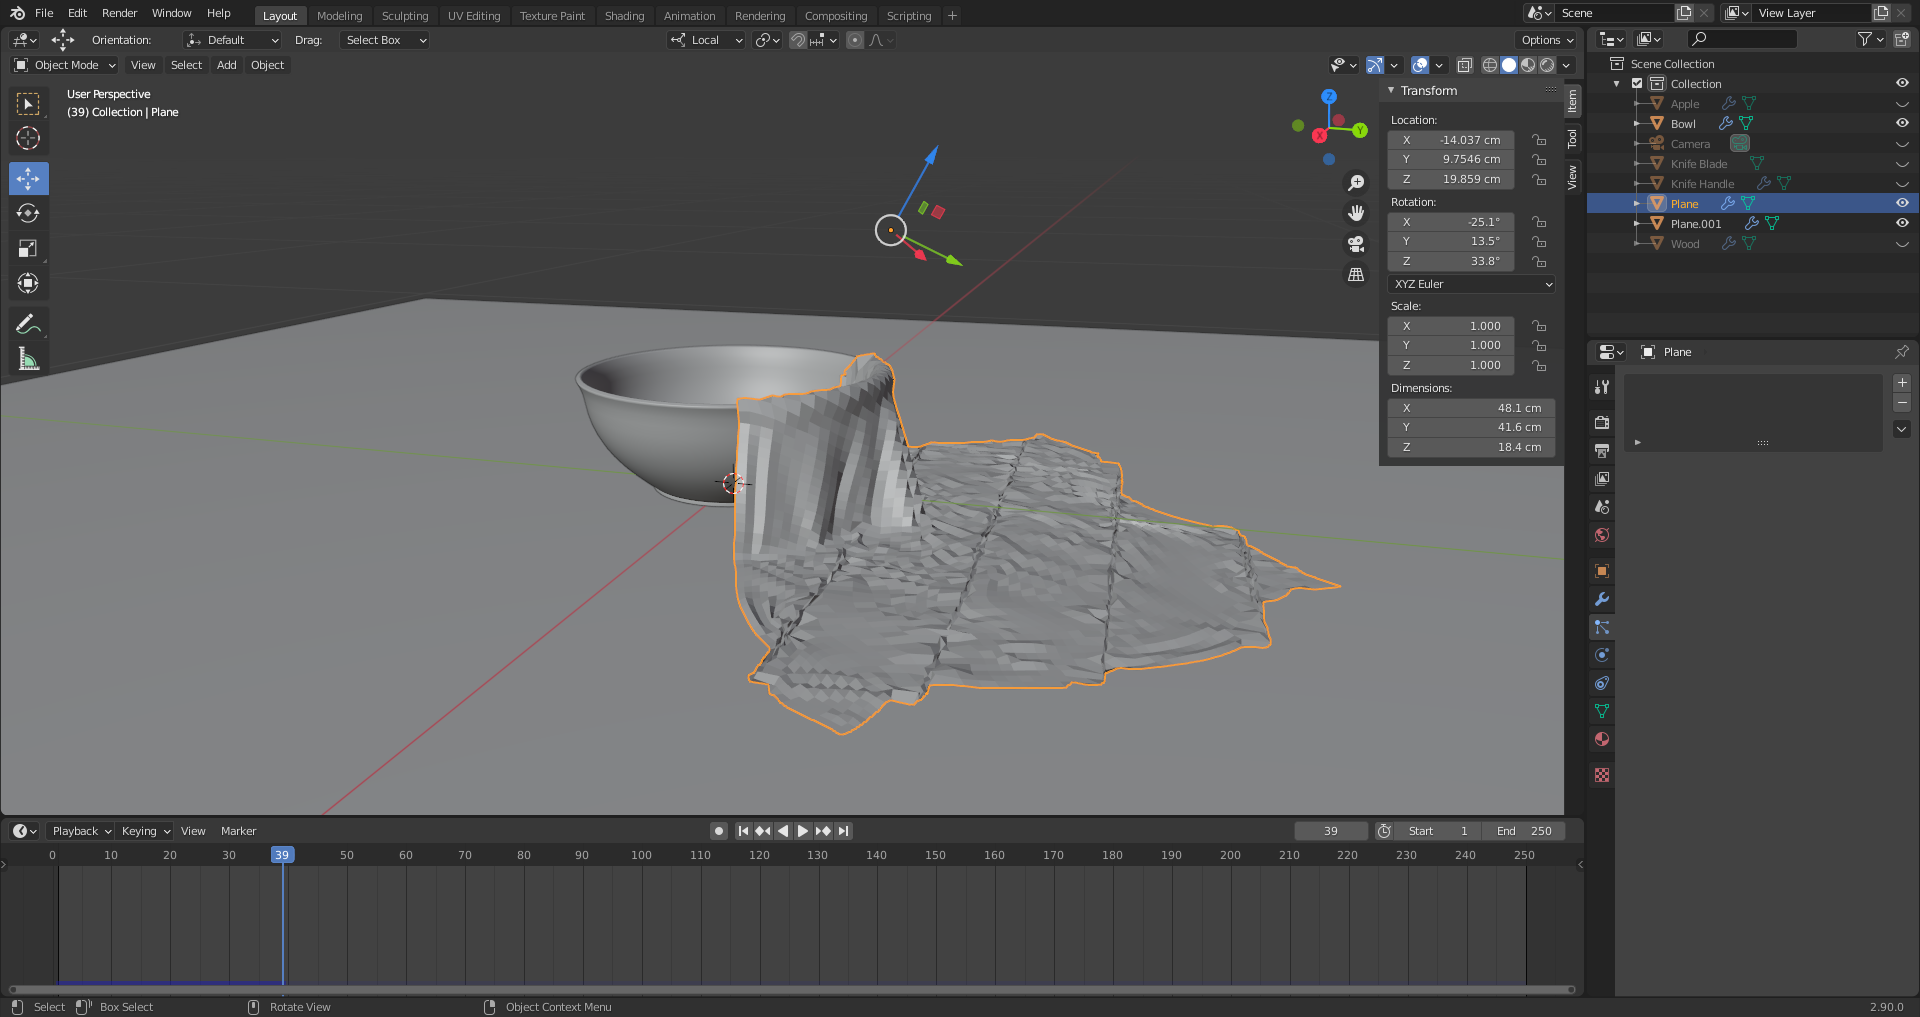 File Edit Render Window Help Layout Modeling Sculpting UV Editing Texture Paint Shading Animation Rendering Compositing Scripting + Scene View Layer
Orientation: Default Drag: Select Box Local Options
Object Mode View Select Add Object
User Perspective
(39) Collection | Plane
Z
Y
X
Transform
Location:
X -14.037 cm
Y 9.7546 cm
Z 19.859 cm
Rotation:
X -25.1°
Y 13.5°
Z 33.8°
XYZ Euler
Scale:
X 1.000
Y 1.000
Z 1.000
Dimensions:
X 48.1 cm
Y 41.6 cm
Z 18.4 cm
Item
Tool
View
Scene Collection
Collection
Apple
Bowl
Camera
Knife Blade
Knife Handle
Plane
Plane.001
Wood
Plane
Playback Keying View Marker 39 Start 1 End 250
0 10 20 30 39 50 60 70 80 90 100 110 120 130 140 150 160 170 180 190 200 210 220 230 240 250
Select Box Select Rotate View Object Context Menu 2.90.0